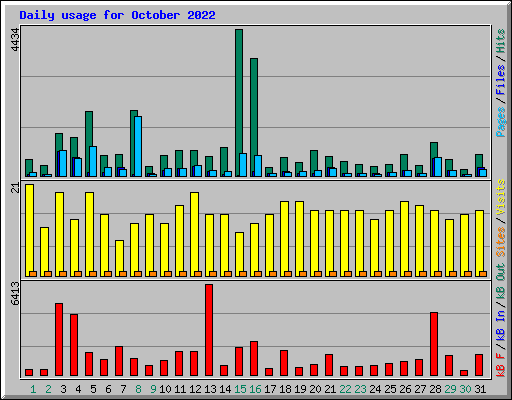 Daily usage for October 2022
4434
21
6413
Pages / Files / Hits
Sites / Visits
kB F / kB In / kB Out
1 2 3 4 5 6 7 8 9 10 11 12 13 14 15 16 17 18 19 20 21 22 23 24 25 26 27 28 29 30 31